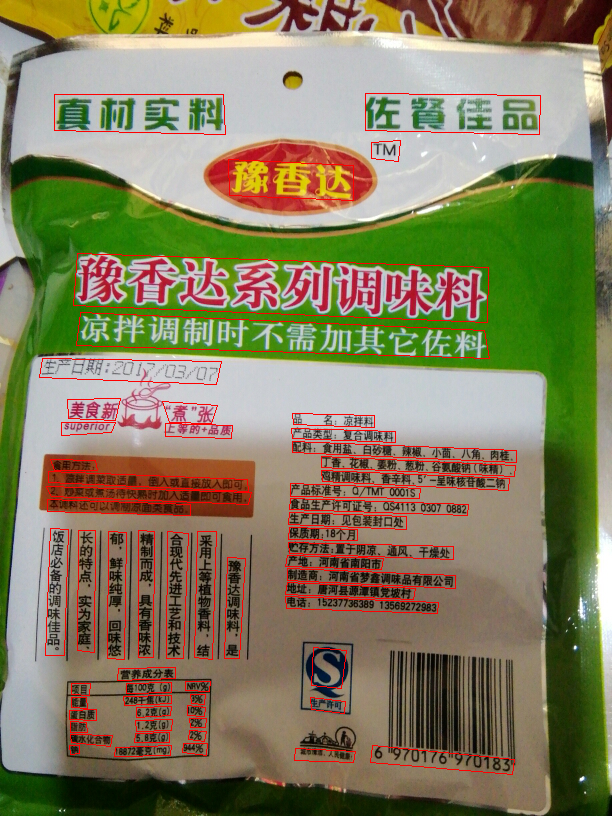 真材实料
佐餐佳品
TM
豫香达
豫香达系列调味料
凉拌调制时不需加其它佐料
生产日期:2017/03/07
美食新"煮"张
superior 上等的+品质
品 名:凉拌料
产品类型:复合调味料
配料:食用盐、白砂糖、辣椒、小茴、八角、肉桂、
丁香、花椒、姜粉、葱粉、谷氨酸钠(味精)、
鸡精调味料、香辛料、5'-呈味核苷酸二钠
产品标准号:Q/TMT 0001S
食品生产许可证号:QS4113 0307 0882
生产日期:见包装封口处
保质期:18个月
贮存方法:置于阴凉、通风、干燥处
产地:河南省南阳市
制造商:河南省梦鑫调味品有限公司
地址:唐河县源潭镇党坡村
电话:15237736389 13569272983
食用方法:
1、凉拌调菜取适量,倒入或直接放入即可。
2、炒菜或煮汤待快熟时加入适量即可食用。
本调料还可以调制凉面类食品。
豫香达调味料,是
采用上等植物香料,结
合现代先进工艺和技术
精制而成,具有香味浓
郁,鲜味纯厚,回味悠
长的特点,实为家庭、
饭店必备的调味佳品。
营养成分表
项目 每100克(g) NRV%
能量 248千焦(kJ) 3%
蛋白质 6.2克(g) 10%
脂肪 1.2克(g) 2%
碳水化合物 5.8克(g) 2%
钠 18872毫克(mg) 944%
QS
生产许可
城市清洁,人民健康
6 970176 970183